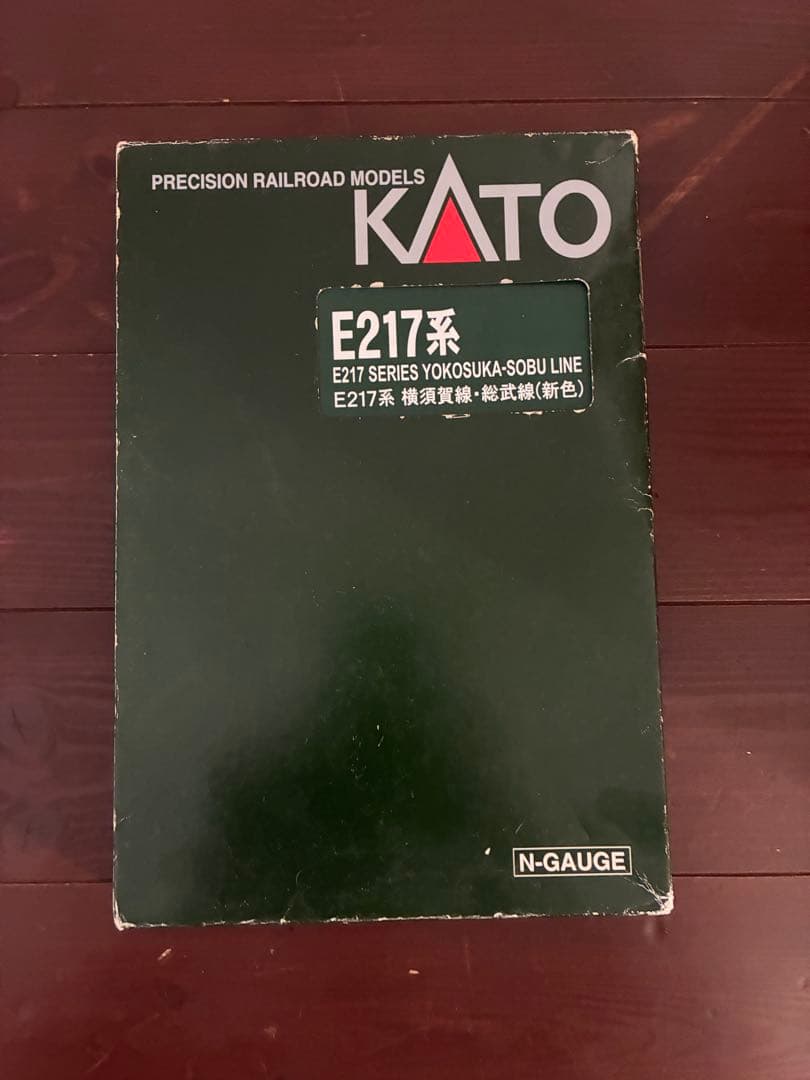 PRECISION RAILROAD MODELS
KATO
E217系
E217 SERIES YOKOSUKA-SOBU LINE
E217系 横須賀線・総武線(新色)
N-GAUGE